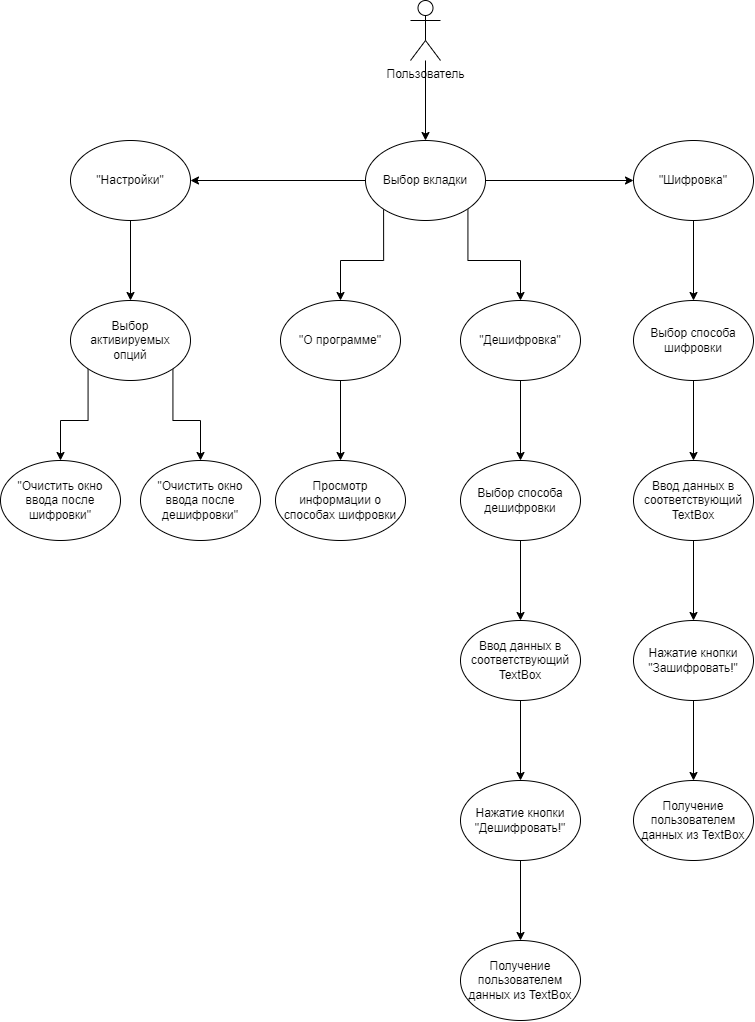 Пользователь
"Настройки"
Выбор вкладки
"Шифровка"
Выбор
активируемых
опций
"О программе"
"Дешифровка"
Выбор способа
шифровки
"Очистить окно
ввода после
шифровки"
"Очистить окно
ввода после
дешифровки"
Просмотр
информации о
способах шифровки
Выбор способа
дешифровки
Ввод данных в
соответствующий
TextBox
Ввод данных в
соответствующий
TextBox
Нажатие кнопки
"Зашифровать!"
Нажатие кнопки
"Дешифровать!"
Получение
пользователем
данных из TextBox
Получение
пользователем
данных из TextBox